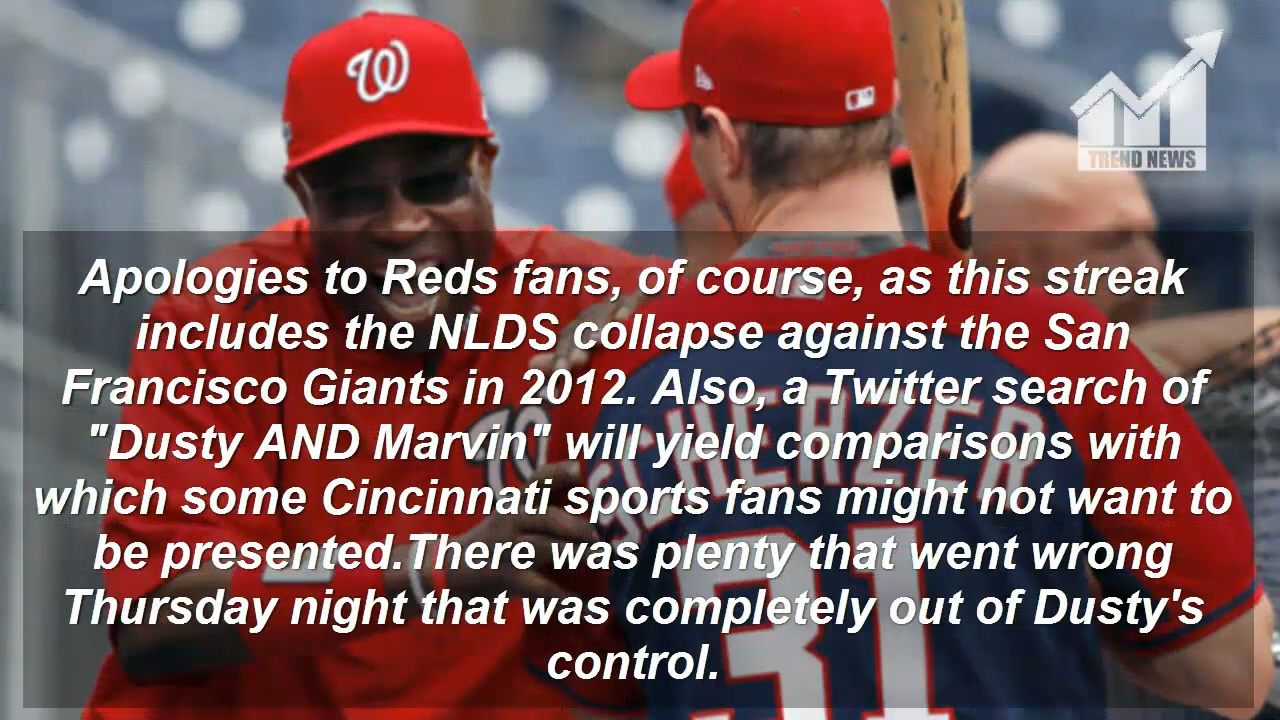 W
TREND NEWS
Apologies to Reds fans, of course, as this streak
includes the NLDS collapse against the San
Francisco Giants in 2012. Also, a Twitter search of
"Dusty AND Marvin" will yield comparisons with
which some Cincinnati sports fans might not want to
be presented.There was plenty that went wrong
Thursday night that was completely out of Dusty's
control.
SCHERZER
31